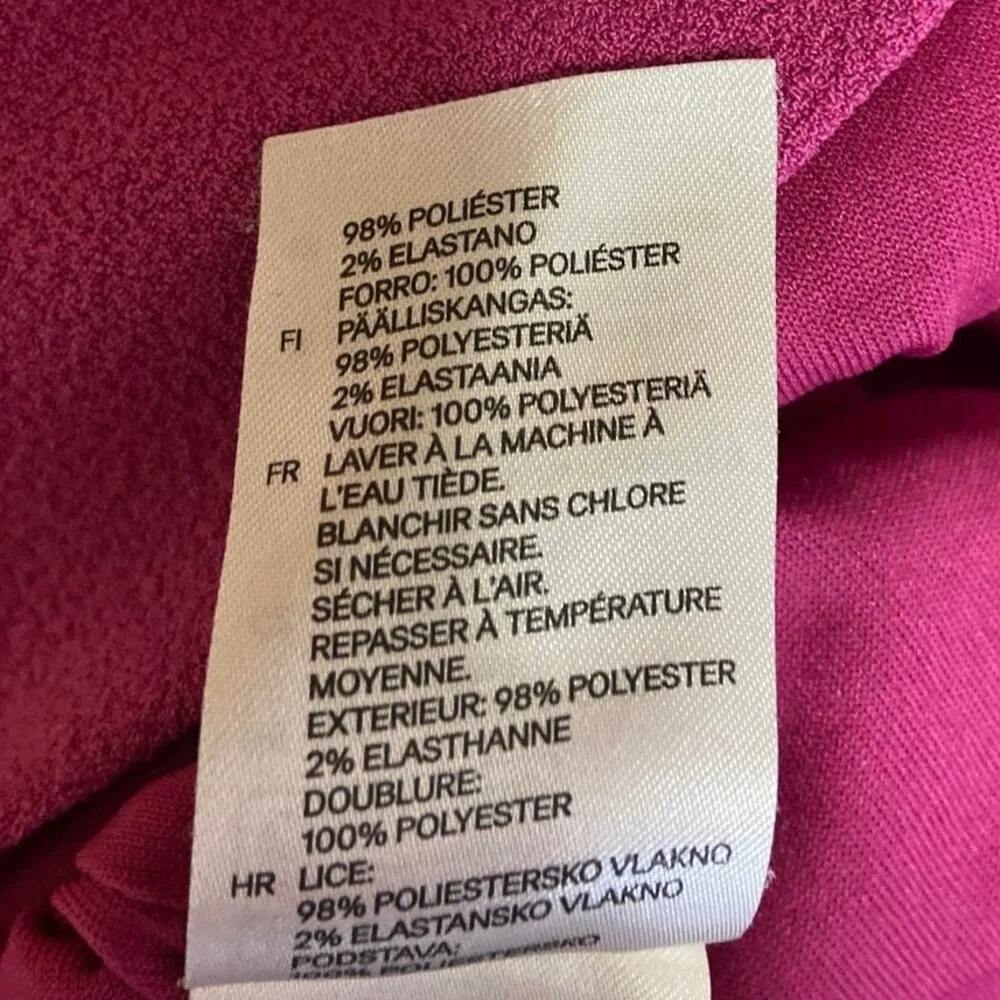 98% POLIÉSTER
2% ELASTANO
FORRO: 100% POLIÉSTER
FI PÄÄLLISKANGAS:
98% POLYESTERIÄ
2% ELASTAANIA
VUORI: 100% POLYESTERIÄ
FR LAVER À LA MACHINE À
L'EAU TIÈDE.
BLANCHIR SANS CHLORE
SI NÉCESSAIRE.
SÉCHER À L'AIR.
REPASSER À TEMPÉRATURE
MOYENNE.
EXTERIEUR: 98% POLYESTER
2% ELASTHANNE
DOUBLURE:
100% POLYESTER
HR LICE:
98% POLIESTERSKO VLAKNO
2% ELASTANSKO VLAKNO
PODSTAVA:
100% POLIESTERSKO